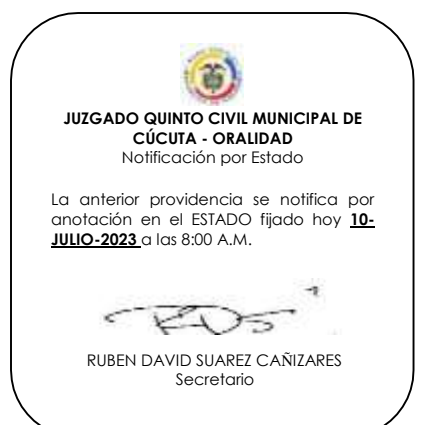 JUZGADO QUINTO CIVIL MUNICIPAL DE
CÚCUTA - ORALIDAD
Notificación por Estado
La anterior providencia se notifica por
anotación en el ESTADO fijado hoy 10-
JULIO-2023 a las 8:00 A.M.
RUBEN DAVID SUAREZ CAÑIZARES
Secretario